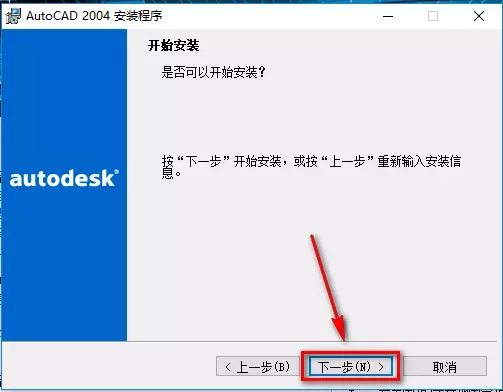 AutoCAD 2004 安装程序
开始安装
是否可以开始安装？
按“下一步”开始安装，或按“上一步”重新输入安装信
息。
autodesk®
< 上一步(B)
下一步(N) >
取消